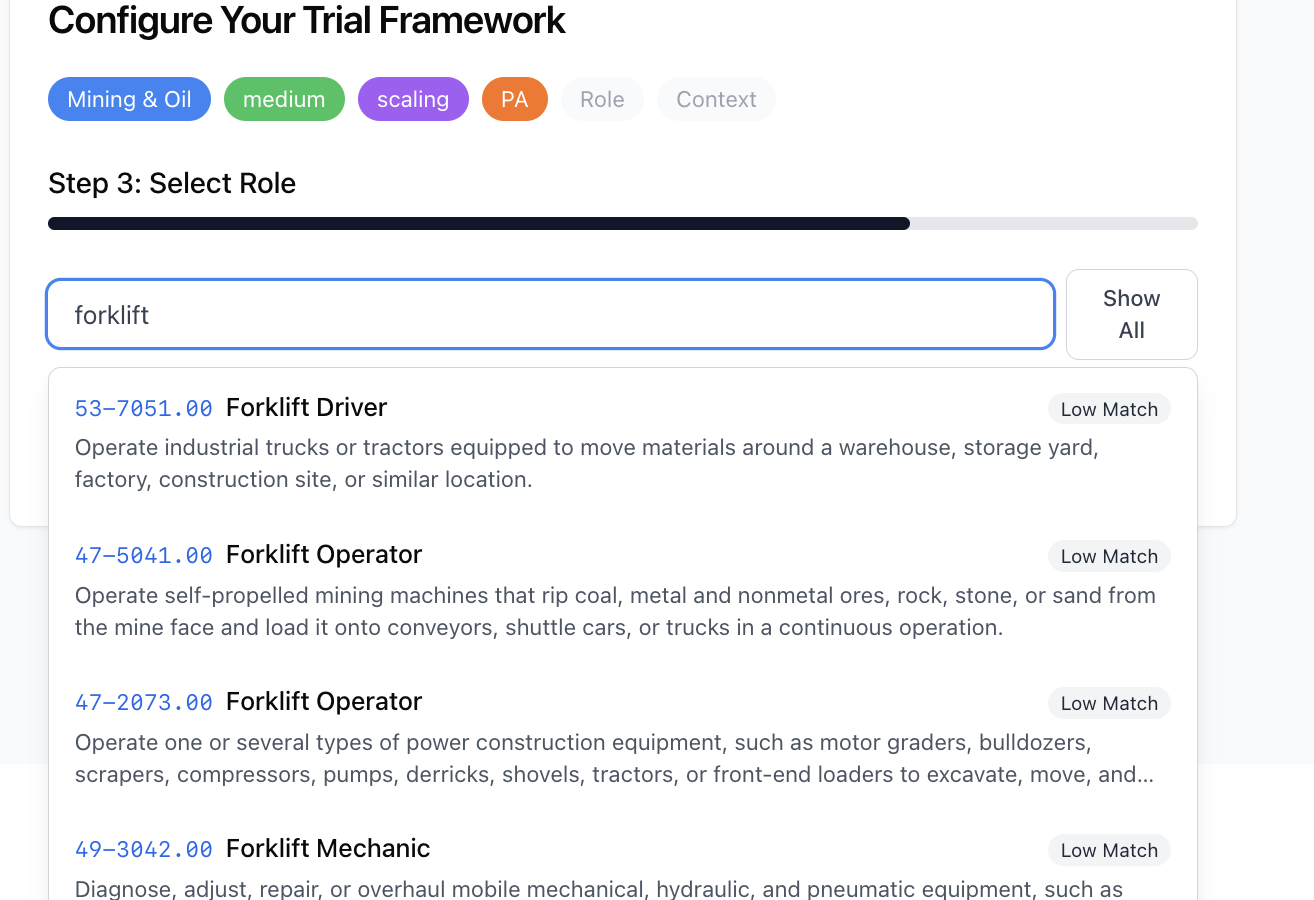 Configure Your Trial Framework
Mining & Oil
medium
scaling
PA
Role
Context
Step 3: Select Role
forklift
Show
All
53-7051.00 Forklift Driver
Low Match
Operate industrial trucks or tractors equipped to move materials around a warehouse, storage yard,
factory, construction site, or similar location.
47-5041.00 Forklift Operator
Low Match
Operate self-propelled mining machines that rip coal, metal and nonmetal ores, rock, stone, or sand from
the mine face and load it onto conveyors, shuttle cars, or trucks in a continuous operation.
47-2073.00 Forklift Operator
Low Match
Operate one or several types of power construction equipment, such as motor graders, bulldozers,
scrapers, compressors, pumps, derricks, shovels, tractors, or front-end loaders to excavate, move, and...
49-3042.00 Forklift Mechanic
Low Match
Diagnose, adjust, repair, or overhaul mobile mechanical, hydraulic, and pneumatic equipment, such as